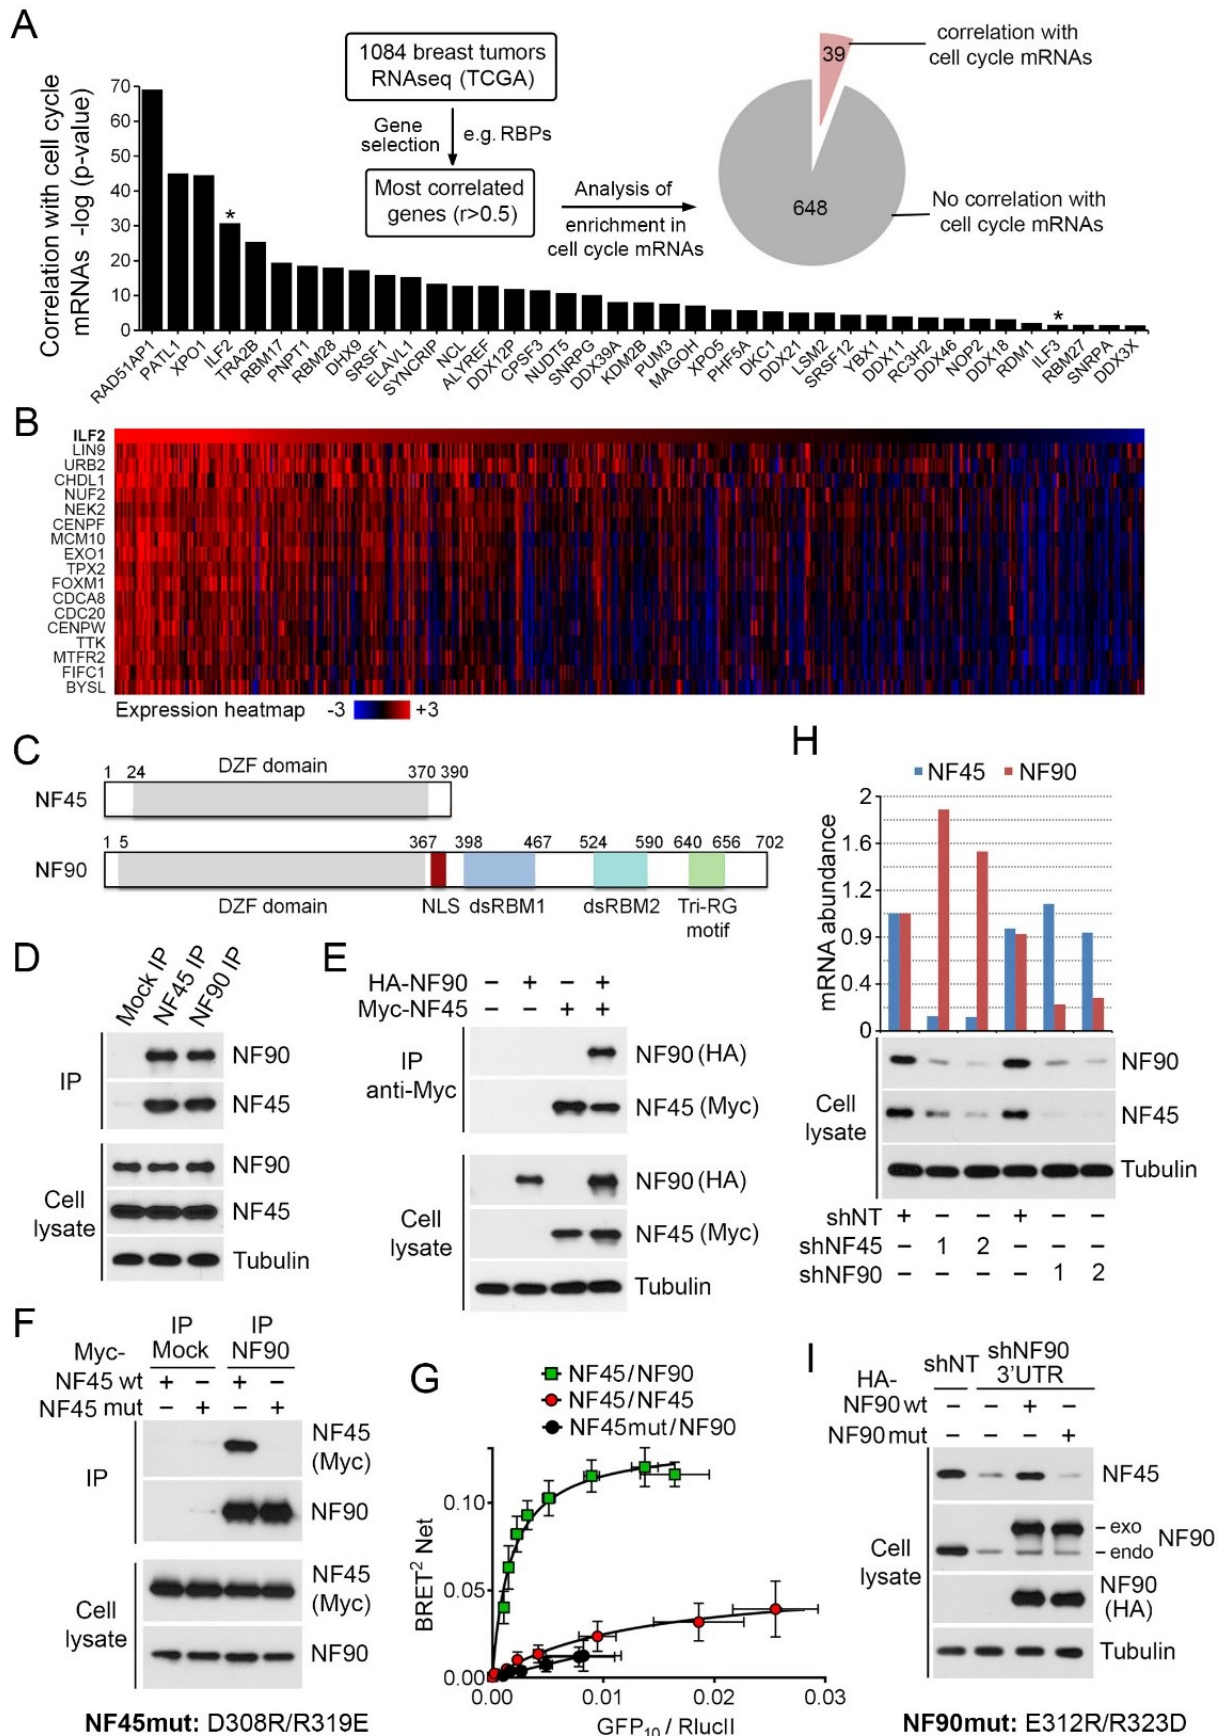 A
1084 breast tumors
RNAseq (TCGA)
Gene
selection
e.g. RBPs
Most correlated
genes (r>0.5)
Analysis of
enrichment in
cell cycle mRNAs
39
correlation with
cell cycle mRNAs
648
No correlation with
cell cycle mRNAs
Correlation with cell cycle
mRNAs -log (p-value)
70
60
50
40
30
20
10
0
*
*
RAD51AP1
PATL1
XPO1
ILF2
TRA2B
RBM17
PNPT1
RBM28
DHX9
SRSF1
ELAVL1
SYNCRIP
NCL
ALYREF
DDX12P
CPSF3
NUDT5
SNRPG
DDX39A
KDM2B
PUM3
MAGOH
XPO5
PHF5A
DKC1
DDX21
LSM2
SRSF12
YBX1
DDX11
RC3H2
DDX46
NOP2
DDX18
RDM1
ILF3
RBM27
SNRPA
DDX3X
B
ILF2
LIN9
URB2
CHDL1
NUF2
NEK2
CENPF
MCM10
EXO1
TPX2
FOXM1
CDCA8
CDC20
CENPW
TTK
MTFR2
FIFC1
BYSL
Expression heatmap -3 +3
C
1 24 DZF domain 370 390
NF45
1 5 367 398 467 524 590 640 656 702
NF90
DZF domain NLS dsRBM1 dsRBM2 Tri-RG
motif
D
Mock IP
NF45 IP
NF90 IP
IP
NF90
NF45
Cell
lysate
NF90
NF45
Tubulin
E
HA-NF90 – + – +
Myc-NF45 – – + +
IP
anti-Myc
NF90 (HA)
NF45 (Myc)
Cell
lysate
NF90 (HA)
NF45 (Myc)
Tubulin
F
IP
Mock
IP
NF90
Myc-
NF45 wt + – + –
NF45 mut – + – +
IP
NF45
(Myc)
NF90
Cell
lysate
NF45
(Myc)
NF90
NF45mut: D308R/R319E
G
NF45/NF90
NF45/NF45
NF45mut/NF90
BRET2 Net
0.10
0.05
0.00
0.00 0.01 0.02 0.03
GFP10 / RlucII
H
NF45 NF90
mRNA abundance
2
1.6
1.2
0.9
0.4
0
Cell
lysate
NF90
NF45
Tubulin
shNT + – – + – –
shNF45 – 1 2 – – –
shNF90 – – – – 1 2
I
shNT
shNF90
3'UTR
HA-
NF90 wt – – + –
NF90 mut – – – +
Cell
lysate
NF45
– exo
– endo
NF90
NF90
(HA)
Tubulin
NF90mut: E312R/R323D